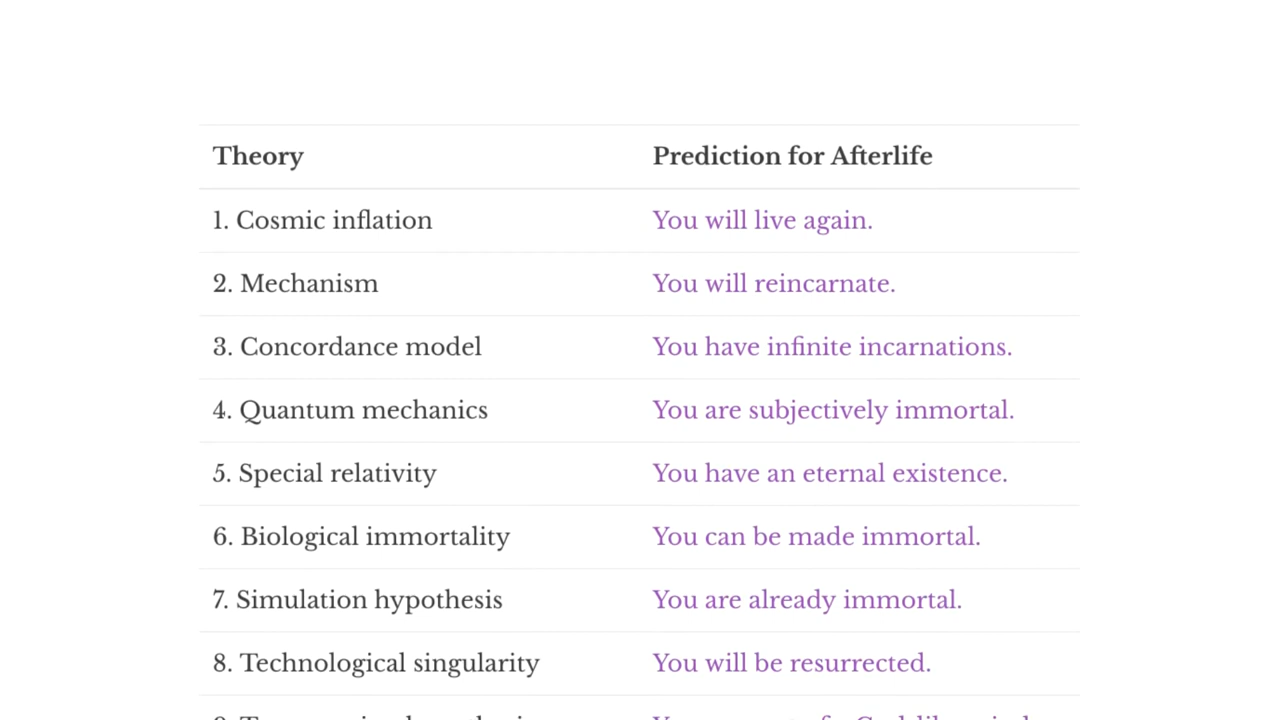 Theory Prediction for Afterlife
1. Cosmic inflation You will live again.
2. Mechanism You will reincarnate.
3. Concordance model You have infinite incarnations.
4. Quantum mechanics You are subjectively immortal.
5. Special relativity You have an eternal existence.
6. Biological immortality You can be made immortal.
7. Simulation hypothesis You are already immortal.
8. Technological singularity You will be resurrected.